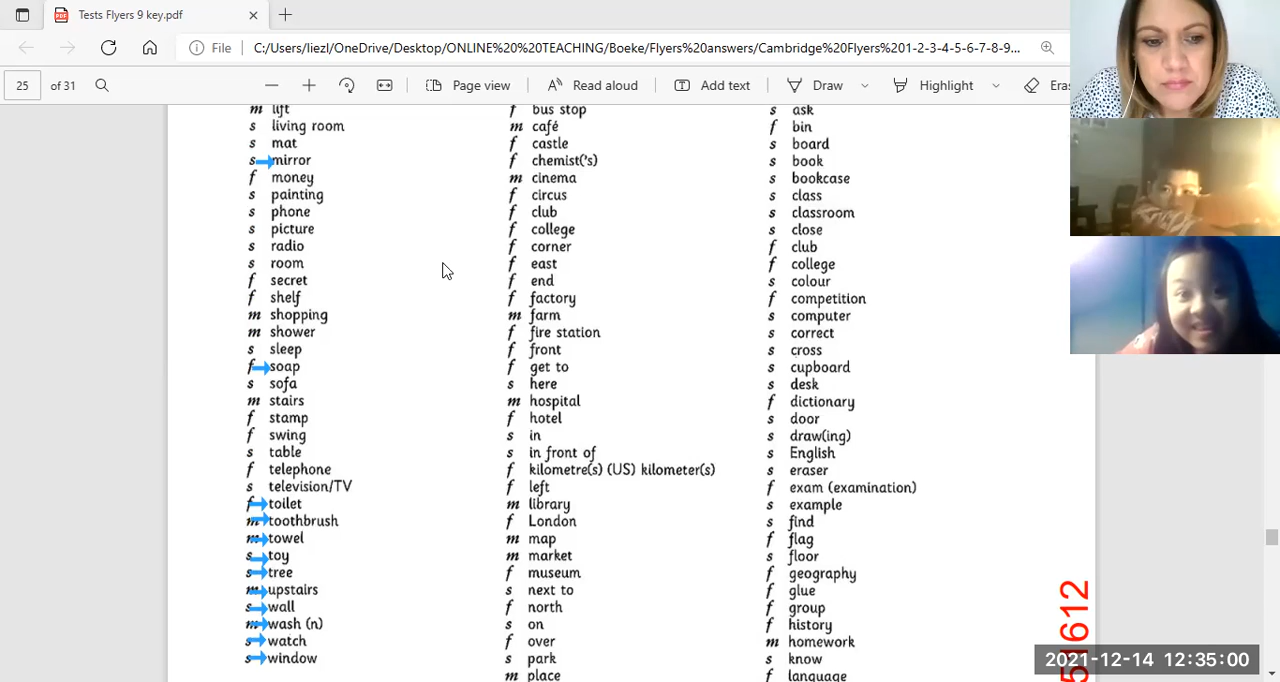 Tests Flyers 9 key.pdf
File
C:/Users/liezl/OneDrive/Desktop/ONLINE%20%20TEACHING/Boeke/Flyers%20answers/Cambridge%20Flyers%201-2-3-4-5-6-7-8-9...
25 of 31
Page view
Read aloud
Add text
Draw
Highlight
Eras
m lift
s living room
s mat
s mirror
f money
s painting
s phone
s picture
s radio
s room
f secret
f shelf
m shopping
m shower
s sleep
f soap
s sofa
m stairs
f stamp
f swing
s table
f telephone
s television/TV
f toilet
m toothbrush
m towel
s toy
s tree
m upstairs
s wall
m wash (n)
s watch
s window
f bus stop
m café
f castle
f chemist('s)
m cinema
f circus
f club
f college
f corner
f east
f end
f factory
m farm
f fire station
f front
f get to
s here
m hospital
f hotel
s in
s in front of
f kilometre(s) (US) kilometer(s)
f left
m library
f London
m map
m market
f museum
s next to
f north
s on
f over
s park
m place
s ask
f bin
s board
s book
s bookcase
s class
s classroom
s close
f club
f college
s colour
f competition
s computer
s correct
s cross
s cupboard
s desk
f dictionary
s door
s draw(ing)
s English
s eraser
f exam (examination)
s example
s find
f flag
s floor
f geography
f glue
f group
f history
m homework
s know
f language
1612
2021-12-14 12:35:00